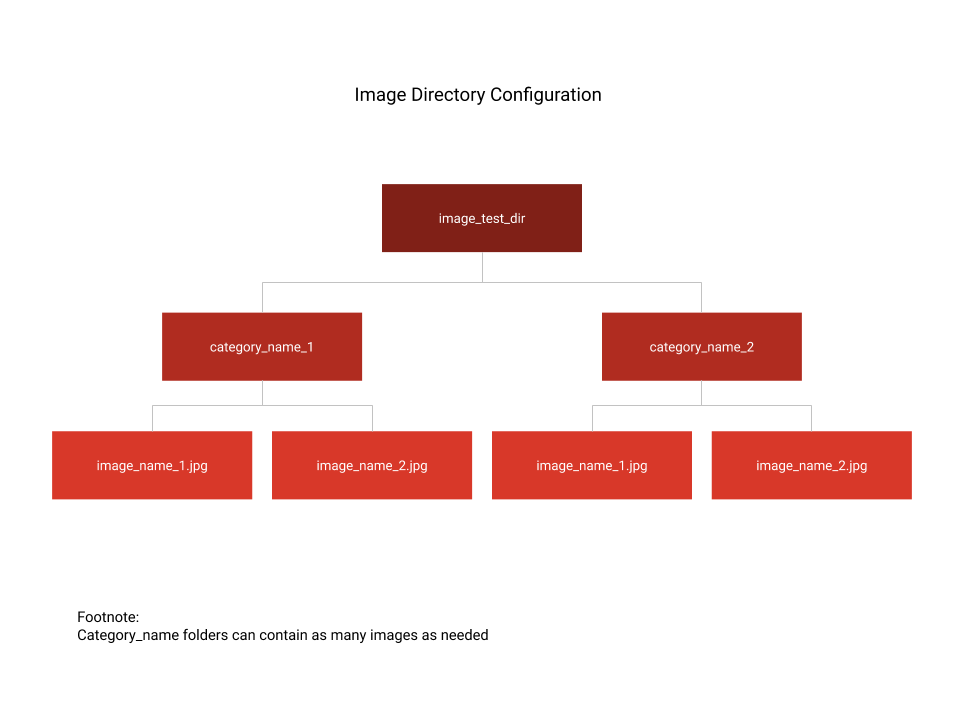 Image Directory Configuration
image_test_dir
category_name_1
category_name_2
image_name_1.jpg
image_name_2.jpg
image_name_1.jpg
image_name_2.jpg
Footnote:
Category_name folders can contain as many images as needed